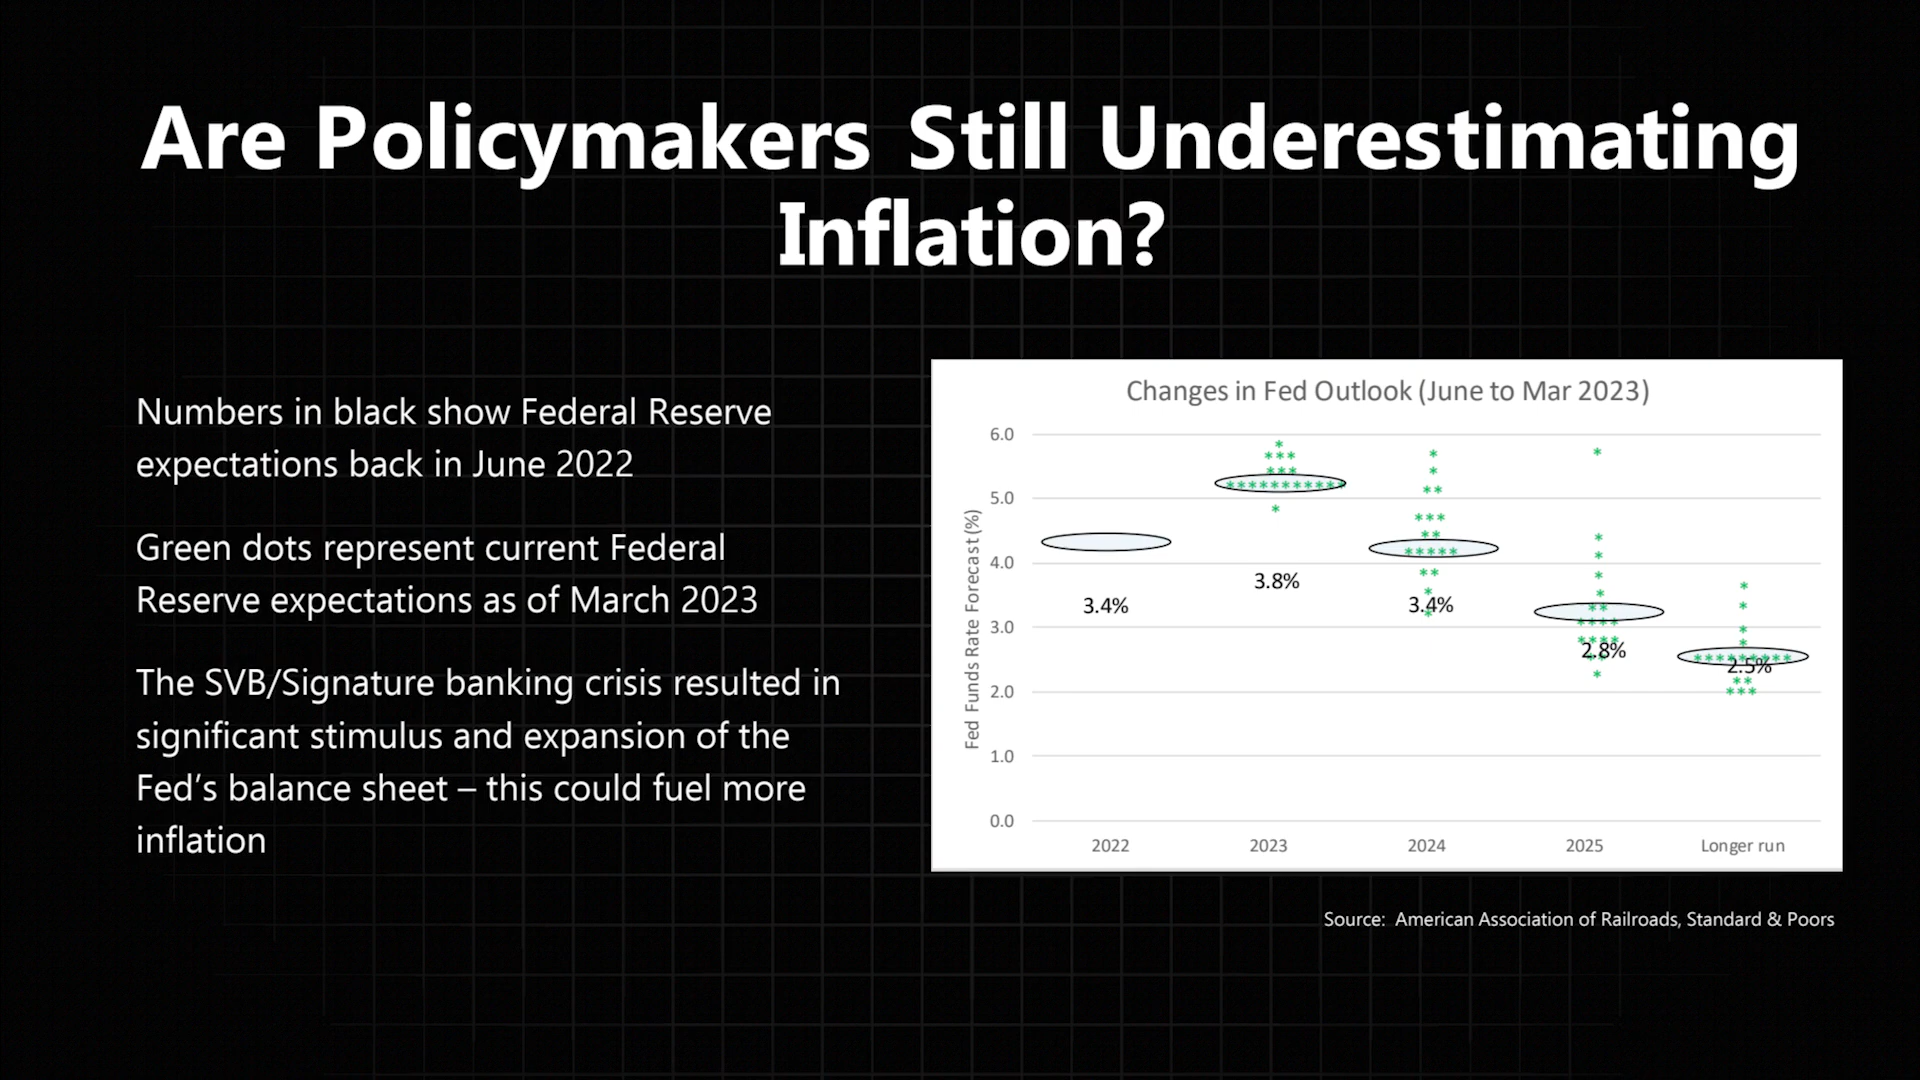 Are Policymakers Still Underestimating
Inflation?
Numbers in black show Federal Reserve
expectations back in June 2022
Green dots represent current Federal
Reserve expectations as of March 2023
The SVB/Signature banking crisis resulted in
significant stimulus and expansion of the
Fed's balance sheet – this could fuel more
inflation
Changes in Fed Outlook (June to Mar 2023)
Fed Funds Rate Forecast (%)
6.0
5.0
4.0
3.0
2.0
1.0
0.0
3.4%
3.8%
3.4%
2.8%
2.5%
2022
2023
2024
2025
Longer run
Source: American Association of Railroads, Standard & Poors